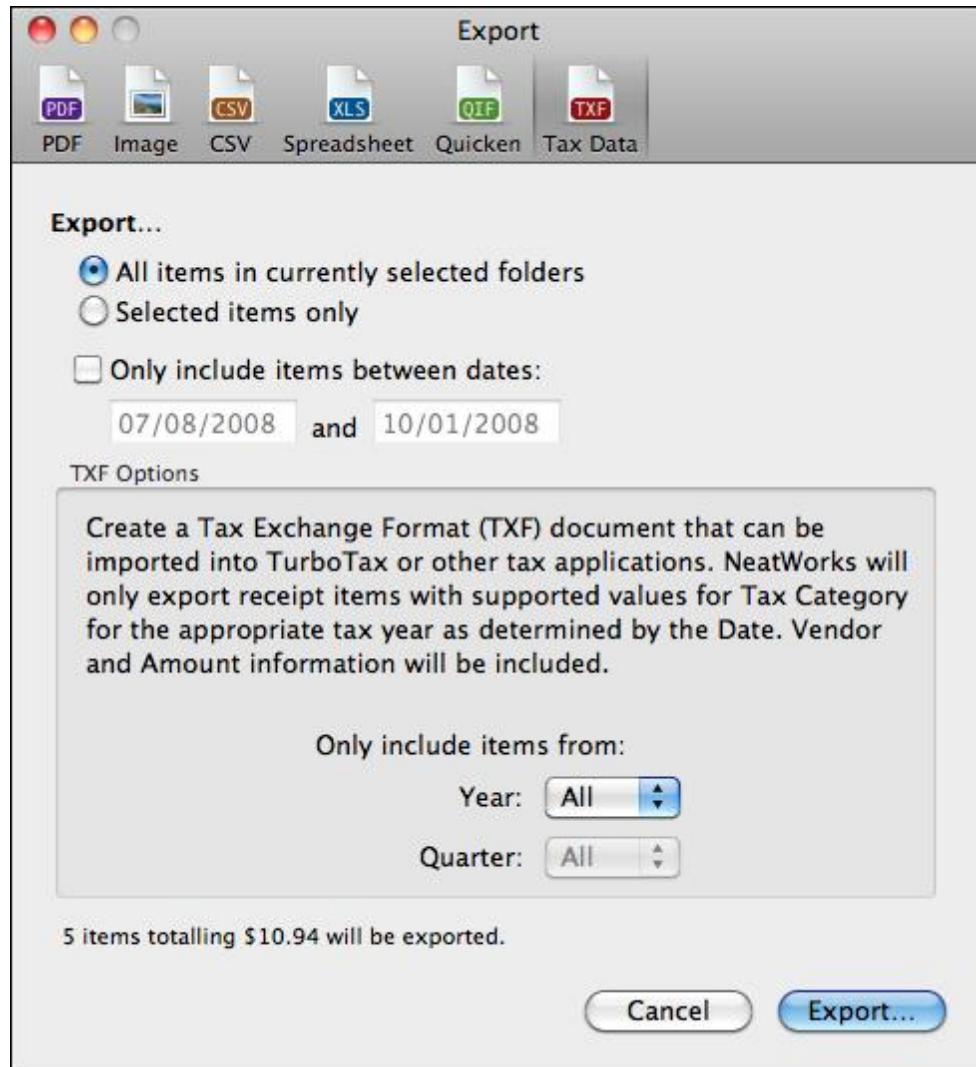 Export
PDF Image CSV XLS QIF TXF
PDF Image CSV Spreadsheet Quicken Tax Data
Export...
All items in currently selected folders
Selected items only
Only include items between dates:
07/08/2008 and 10/01/2008
TXF Options
Create a Tax Exchange Format (TXF) document that can be
imported into TurboTax or other tax applications. NeatWorks will
only export receipt items with supported values for Tax Category
for the appropriate tax year as determined by the Date. Vendor
and Amount information will be included.
Only include items from:
Year: All
Quarter: All
5 items totalling $10.94 will be exported.
Cancel Export...